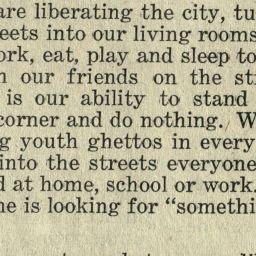 are liberating the city, tu
eets into our living rooms
ork, eat, play and sleep to
h our friends on the st
is our ability to stand
corner and do nothing. W
g youth ghettos in every
into the streets everyone
d at home, school or work.
ne is looking for “somethi